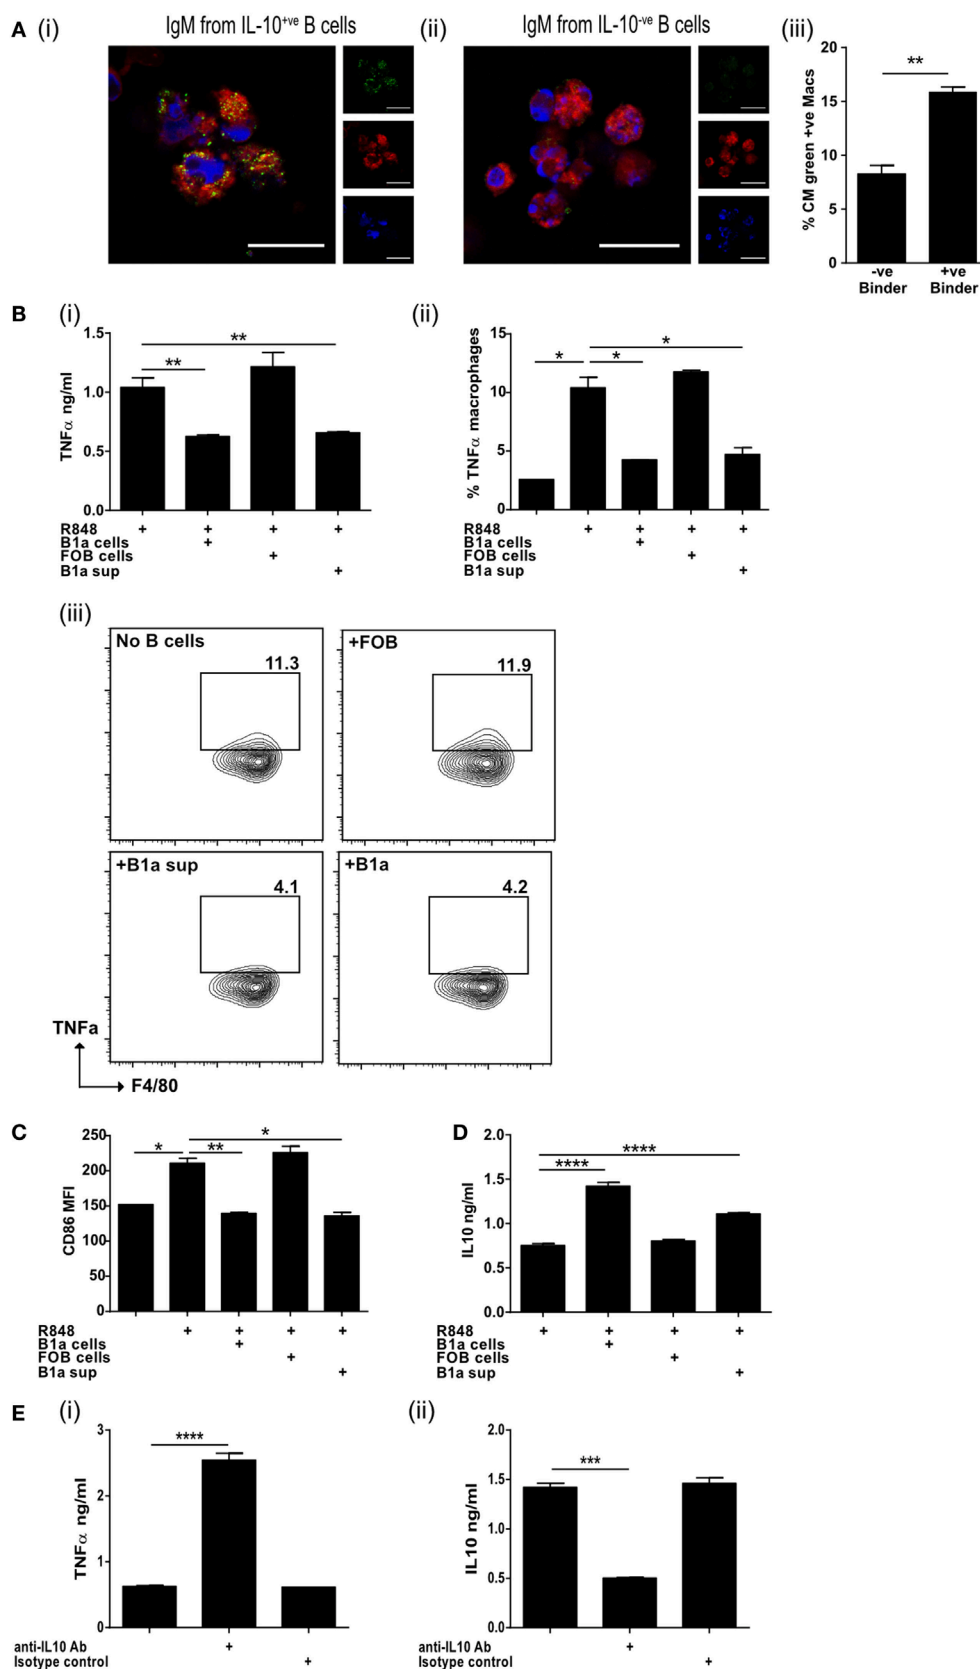 A (i) IgM from IL-10+ve B cells
(ii) IgM from IL-10-ve B cells
(iii)
% CM green +ve Macs
20
15
10
5
0
**
-ve Binder
+ve Binder
B (i)
TNFα ng/ml
1.5
1.0
0.5
0.0
**
**
R848 + + + +
B1a cells +
FOB cells +
B1a sup +
(ii)
% TNFα macrophages
15
10
5
0
*
*
*
R848 + + + +
B1a cells +
FOB cells +
B1a sup +
(iii)
No B cells
11.3
+FOB
11.9
+B1a sup
4.1
+B1a
4.2
TNFa
F4/80
C
CD86 MFI
250
200
150
100
50
0
*
**
*
R848 + + + +
B1a cells +
FOB cells +
B1a sup +
D
IL10 ng/ml
2.0
1.5
1.0
0.5
0.0
****
****
R848 + + + +
B1a cells +
FOB cells +
B1a sup +
E (i)
TNFα ng/ml
3
2
1
0
****
anti-IL10 Ab +
Isotype control +
(ii)
IL10 ng/ml
2.0
1.5
1.0
0.5
0.0
***
anti-IL10 Ab +
Isotype control +